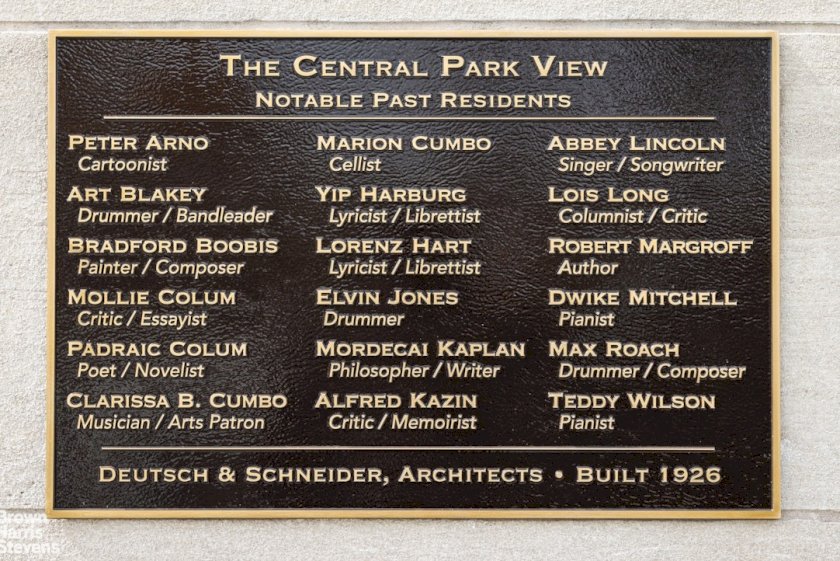 The Central Park View
Notable Past Residents
Peter Arno
Cartoonist
Art Blakey
Drummer / Bandleader
Bradford Boobis
Painter / Composer
Mollie Colum
Critic / Essayist
Padraic Colum
Poet / Novelist
Clarissa B. Cumbo
Musician / Arts Patron
Marion Cumbo
Cellist
Yip Harburg
Lyricist / Librettist
Lorenz Hart
Lyricist / Librettist
Elvin Jones
Drummer
Mordecai Kaplan
Philosopher / Writer
Alfred Kazin
Critic / Memoirist
Abbey Lincoln
Singer / Songwriter
Lois Long
Columnist / Critic
Robert Margroff
Author
Dwike Mitchell
Pianist
Max Roach
Drummer / Composer
Teddy Wilson
Pianist
Deutsch & Schneider, Architects • Built 1926
Brown
Harris
Stevens